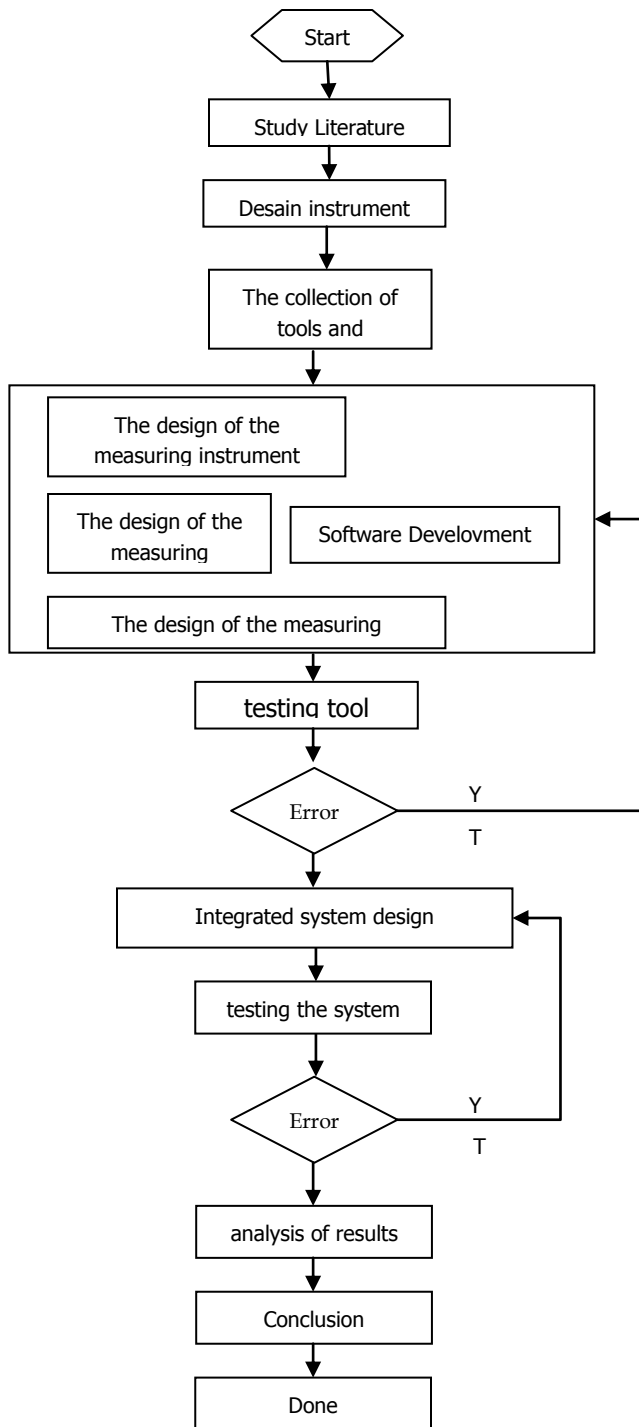 Start
Study Literature
Desain instrument
The collection of
tools and
The design of the
measuring instrument
The design of the
measuring
Software Develovment
The design of the measuring
testing tool
Error
Y
T
Integrated system design
testing the system
Error
Y
T
analysis of results
Conclusion
Done